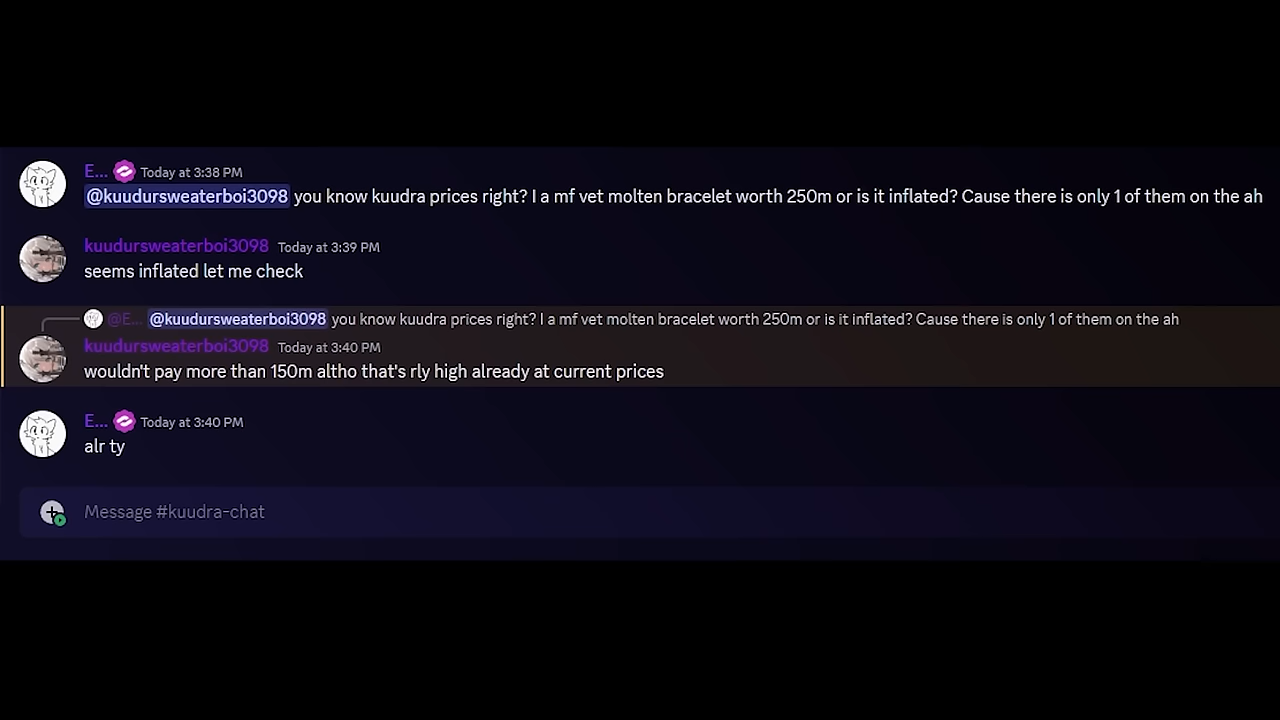 E... Today at 3:38 PM
@kuudursweaterboi3098 you know kuudra prices right? I a mf vet molten bracelet worth 250m or is it inflated? Cause there is only 1 of them on the ah
kuudursweaterboi3098 Today at 3:39 PM
seems inflated let me check
@E... @kuudursweaterboi3098 you know kuudra prices right? I a mf vet molten bracelet worth 250m or is it inflated? Cause there is only 1 of them on the ah
kuudursweaterboi3098 Today at 3:40 PM
wouldn't pay more than 150m altho that's rly high already at current prices
E... Today at 3:40 PM
alr ty
Message #kuudra-chat